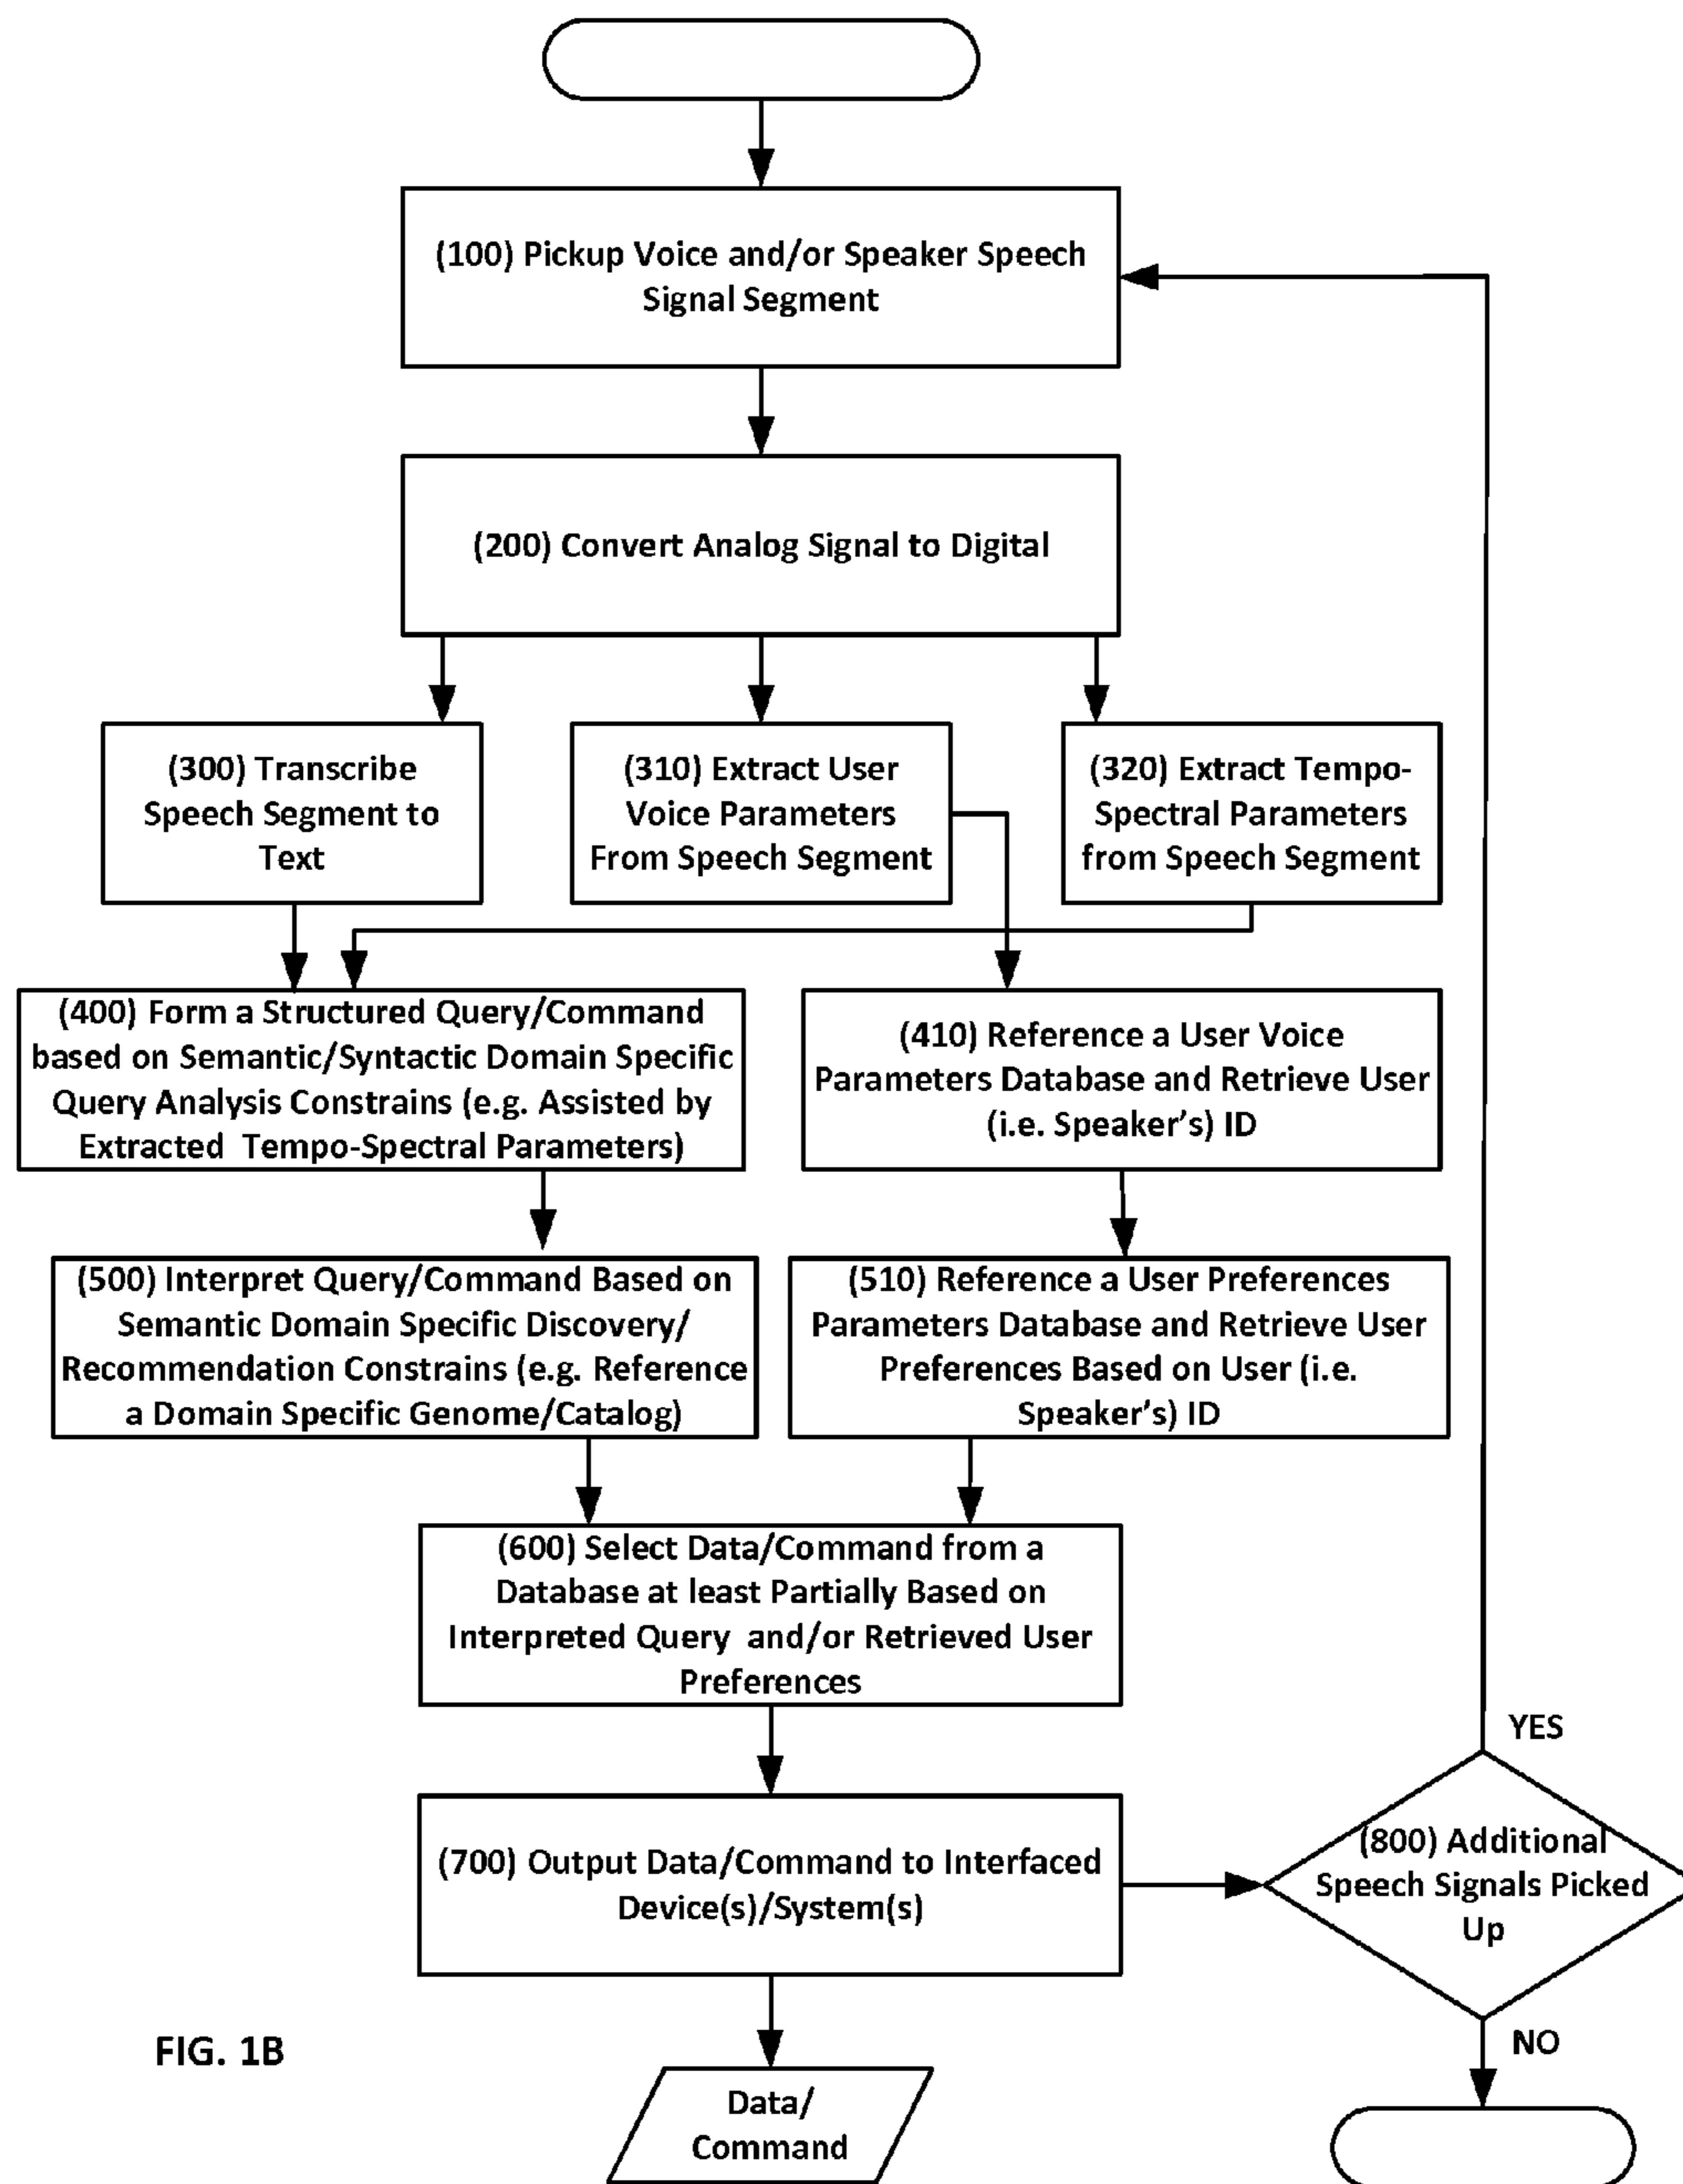 (100) Pickup Voice and/or Speaker Speech
Signal Segment
(200) Convert Analog Signal to Digital
(300) Transcribe
Speech Segment to
Text
(310) Extract User
Voice Parameters
From Speech Segment
(320) Extract Tempo-
Spectral Parameters
from Speech Segment
(400) Form a Structured Query/Command
based on Semantic/Syntactic Domain Specific
Query Analysis Constrains (e.g. Assisted by
Extracted Tempo-Spectral Parameters)
(410) Reference a User Voice
Parameters Database and Retrieve User
(i.e. Speaker's) ID
(500) Interpret Query/Command Based on
Semantic Domain Specific Discovery/
Recommendation Constrains (e.g. Reference
a Domain Specific Genome/Catalog)
(510) Reference a User Preferences
Parameters Database and Retrieve User
Preferences Based on User (i.e.
Speaker's) ID
(600) Select Data/Command from a
Database at least Partially Based on
Interpreted Query and/or Retrieved User
Preferences
(700) Output Data/Command to Interfaced
Device(s)/System(s)
YES
(800) Additional
Speech Signals Picked
Up
NO
Data/
Command
FIG. 1B